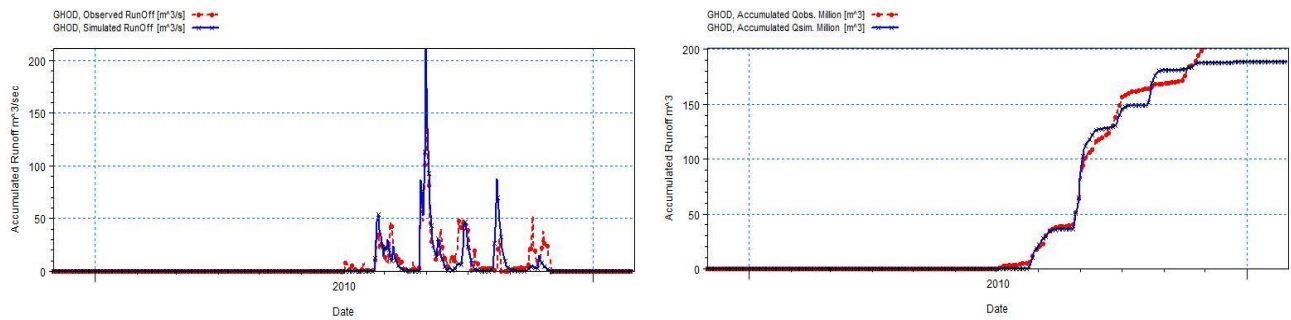 GHOD, Observed RunOff [m^3/s]
GHOD, Simulated RunOff [m^3/s]
Accumulated Runoff m^3/sec
200
150
100
50
0
2010
Date
GHOD, Accumulated Qobs. Million [m^3]
GHOD, Accumulated Qsim. Million [m^3]
Accumulated Runoff m^3
200
150
100
50
0
2010
Date